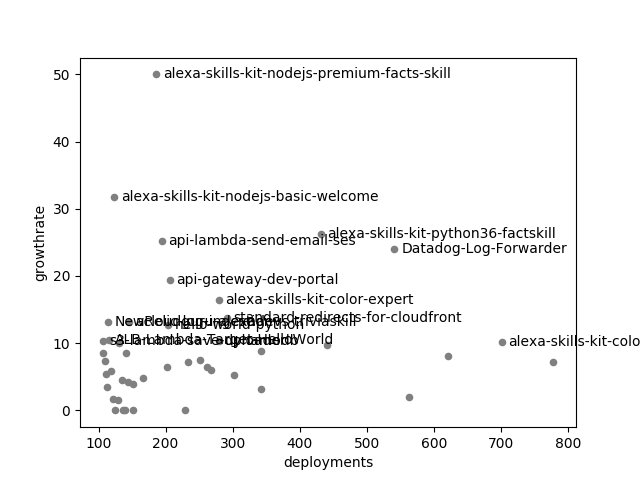 50
alexa-skills-kit-nodejs-premium-facts-skill
40
alexa-skills-kit-nodejs-basic-welcome
30
alexa-skills-kit-python36-factskill
api-lambda-send-email-ses
Datadog-Log-Forwarder
20
api-gateway-dev-portal
alexa-skills-kit-color-expert
standard-redirects-for-cloudfront
hello-world-python
10
alexa-skills-kit-colo
0
growthrate
100 200 300 400 500 600 700 800
deployments